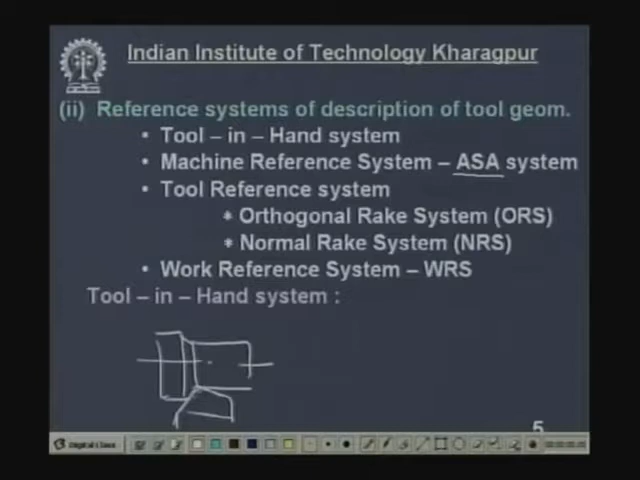 Indian Institute of Technology Kharagpur
(ii) Reference systems of description of tool geom.
• Tool – in – Hand system
• Machine Reference System – ASA system
• Tool Reference system
* Orthogonal Rake System (ORS)
* Normal Rake System (NRS)
• Work Reference System – WRS
Tool – in – Hand system :
5